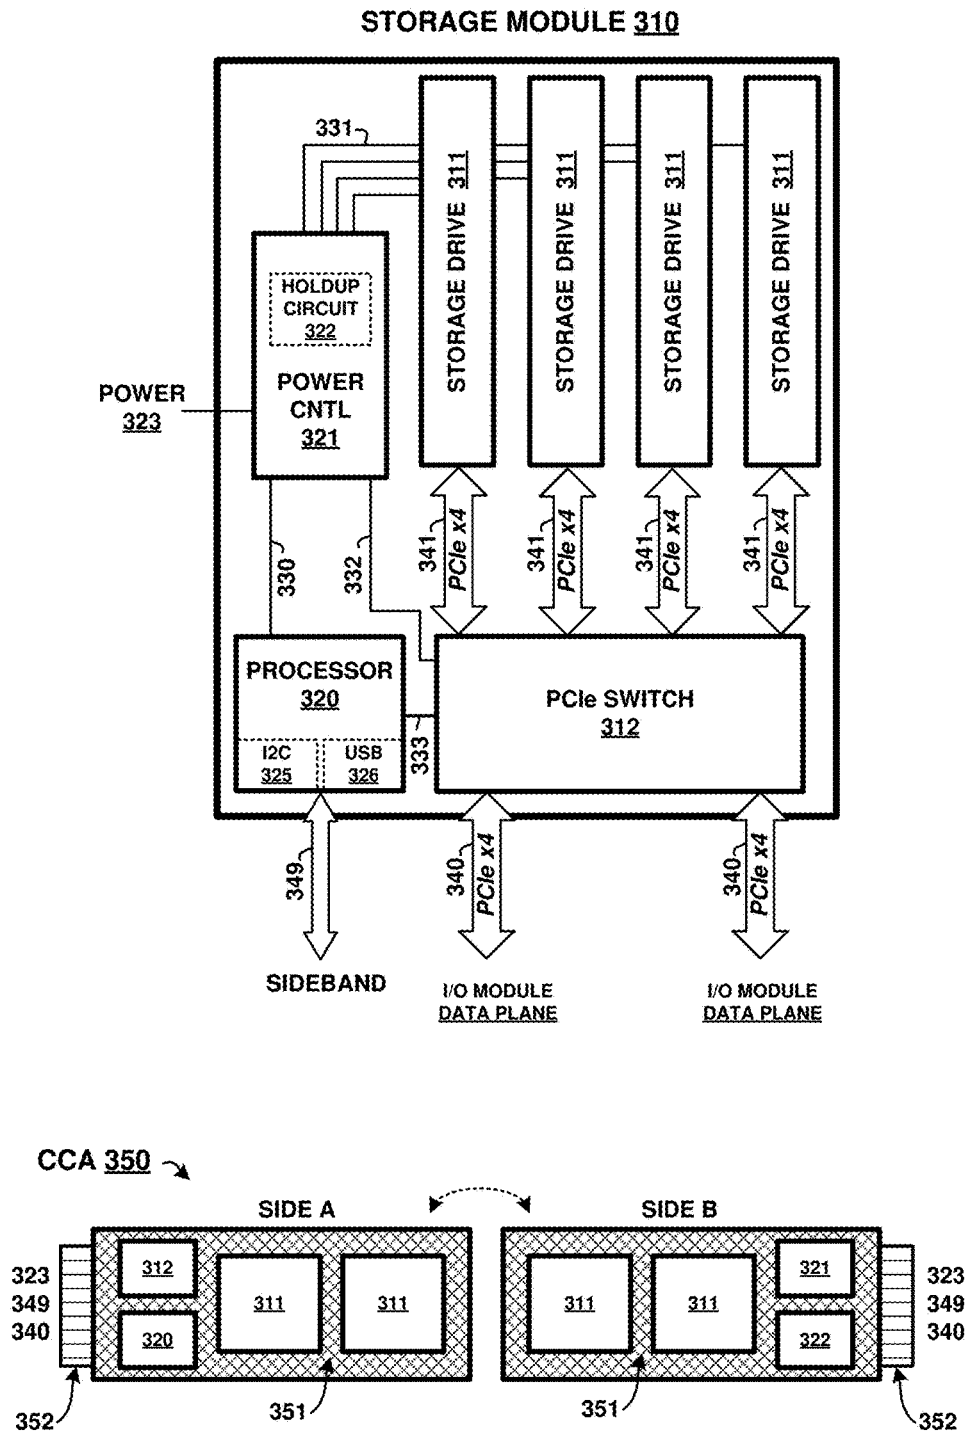 STORAGE MODULE 310
331
STORAGE DRIVE 311
STORAGE DRIVE 311
STORAGE DRIVE 311
STORAGE DRIVE 311
HOLDUP
CIRCUIT
322
POWER
CNTL
321
POWER
323
330
332
341
PCIe x4
341
PCIe x4
341
PCIe x4
341
PCIe x4
PROCESSOR
320
I2C
325
USB
326
333
PCIe SWITCH
312
349
340
PCIe x4
340
PCIe x4
SIDEBAND
I/O MODULE
DATA PLANE
I/O MODULE
DATA PLANE
CCA 350
SIDE A
SIDE B
323
349
340
312
320
311
311
311
311
321
322
323
349
340
352
351
351
352